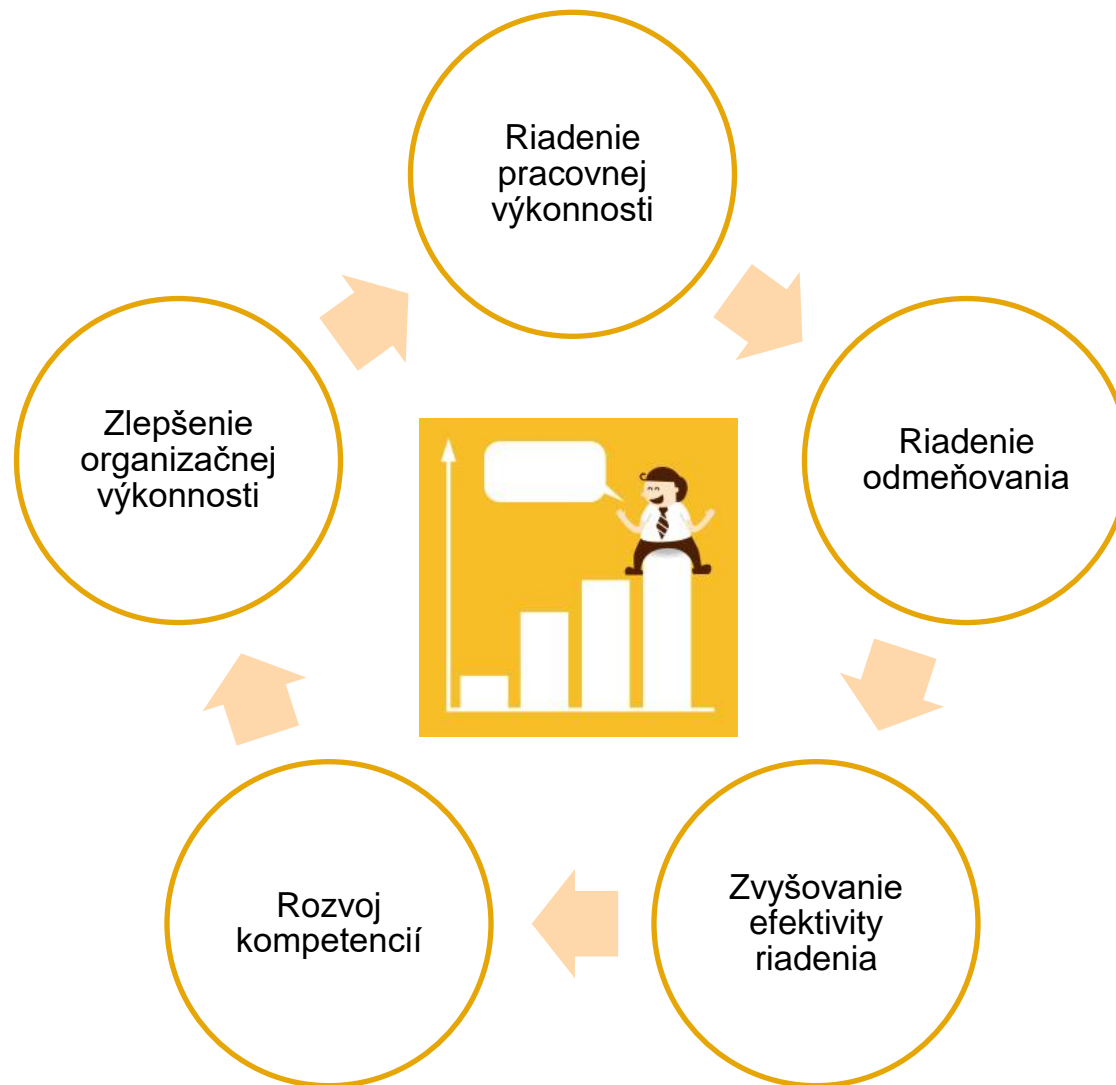 Riadenie
pracovnej
výkonnosti
Riadenie
odmeňovania
Zvyšovanie
efektivity
riadenia
Rozvoj
kompetencií
Zlepšenie
organizačnej
výkonnosti